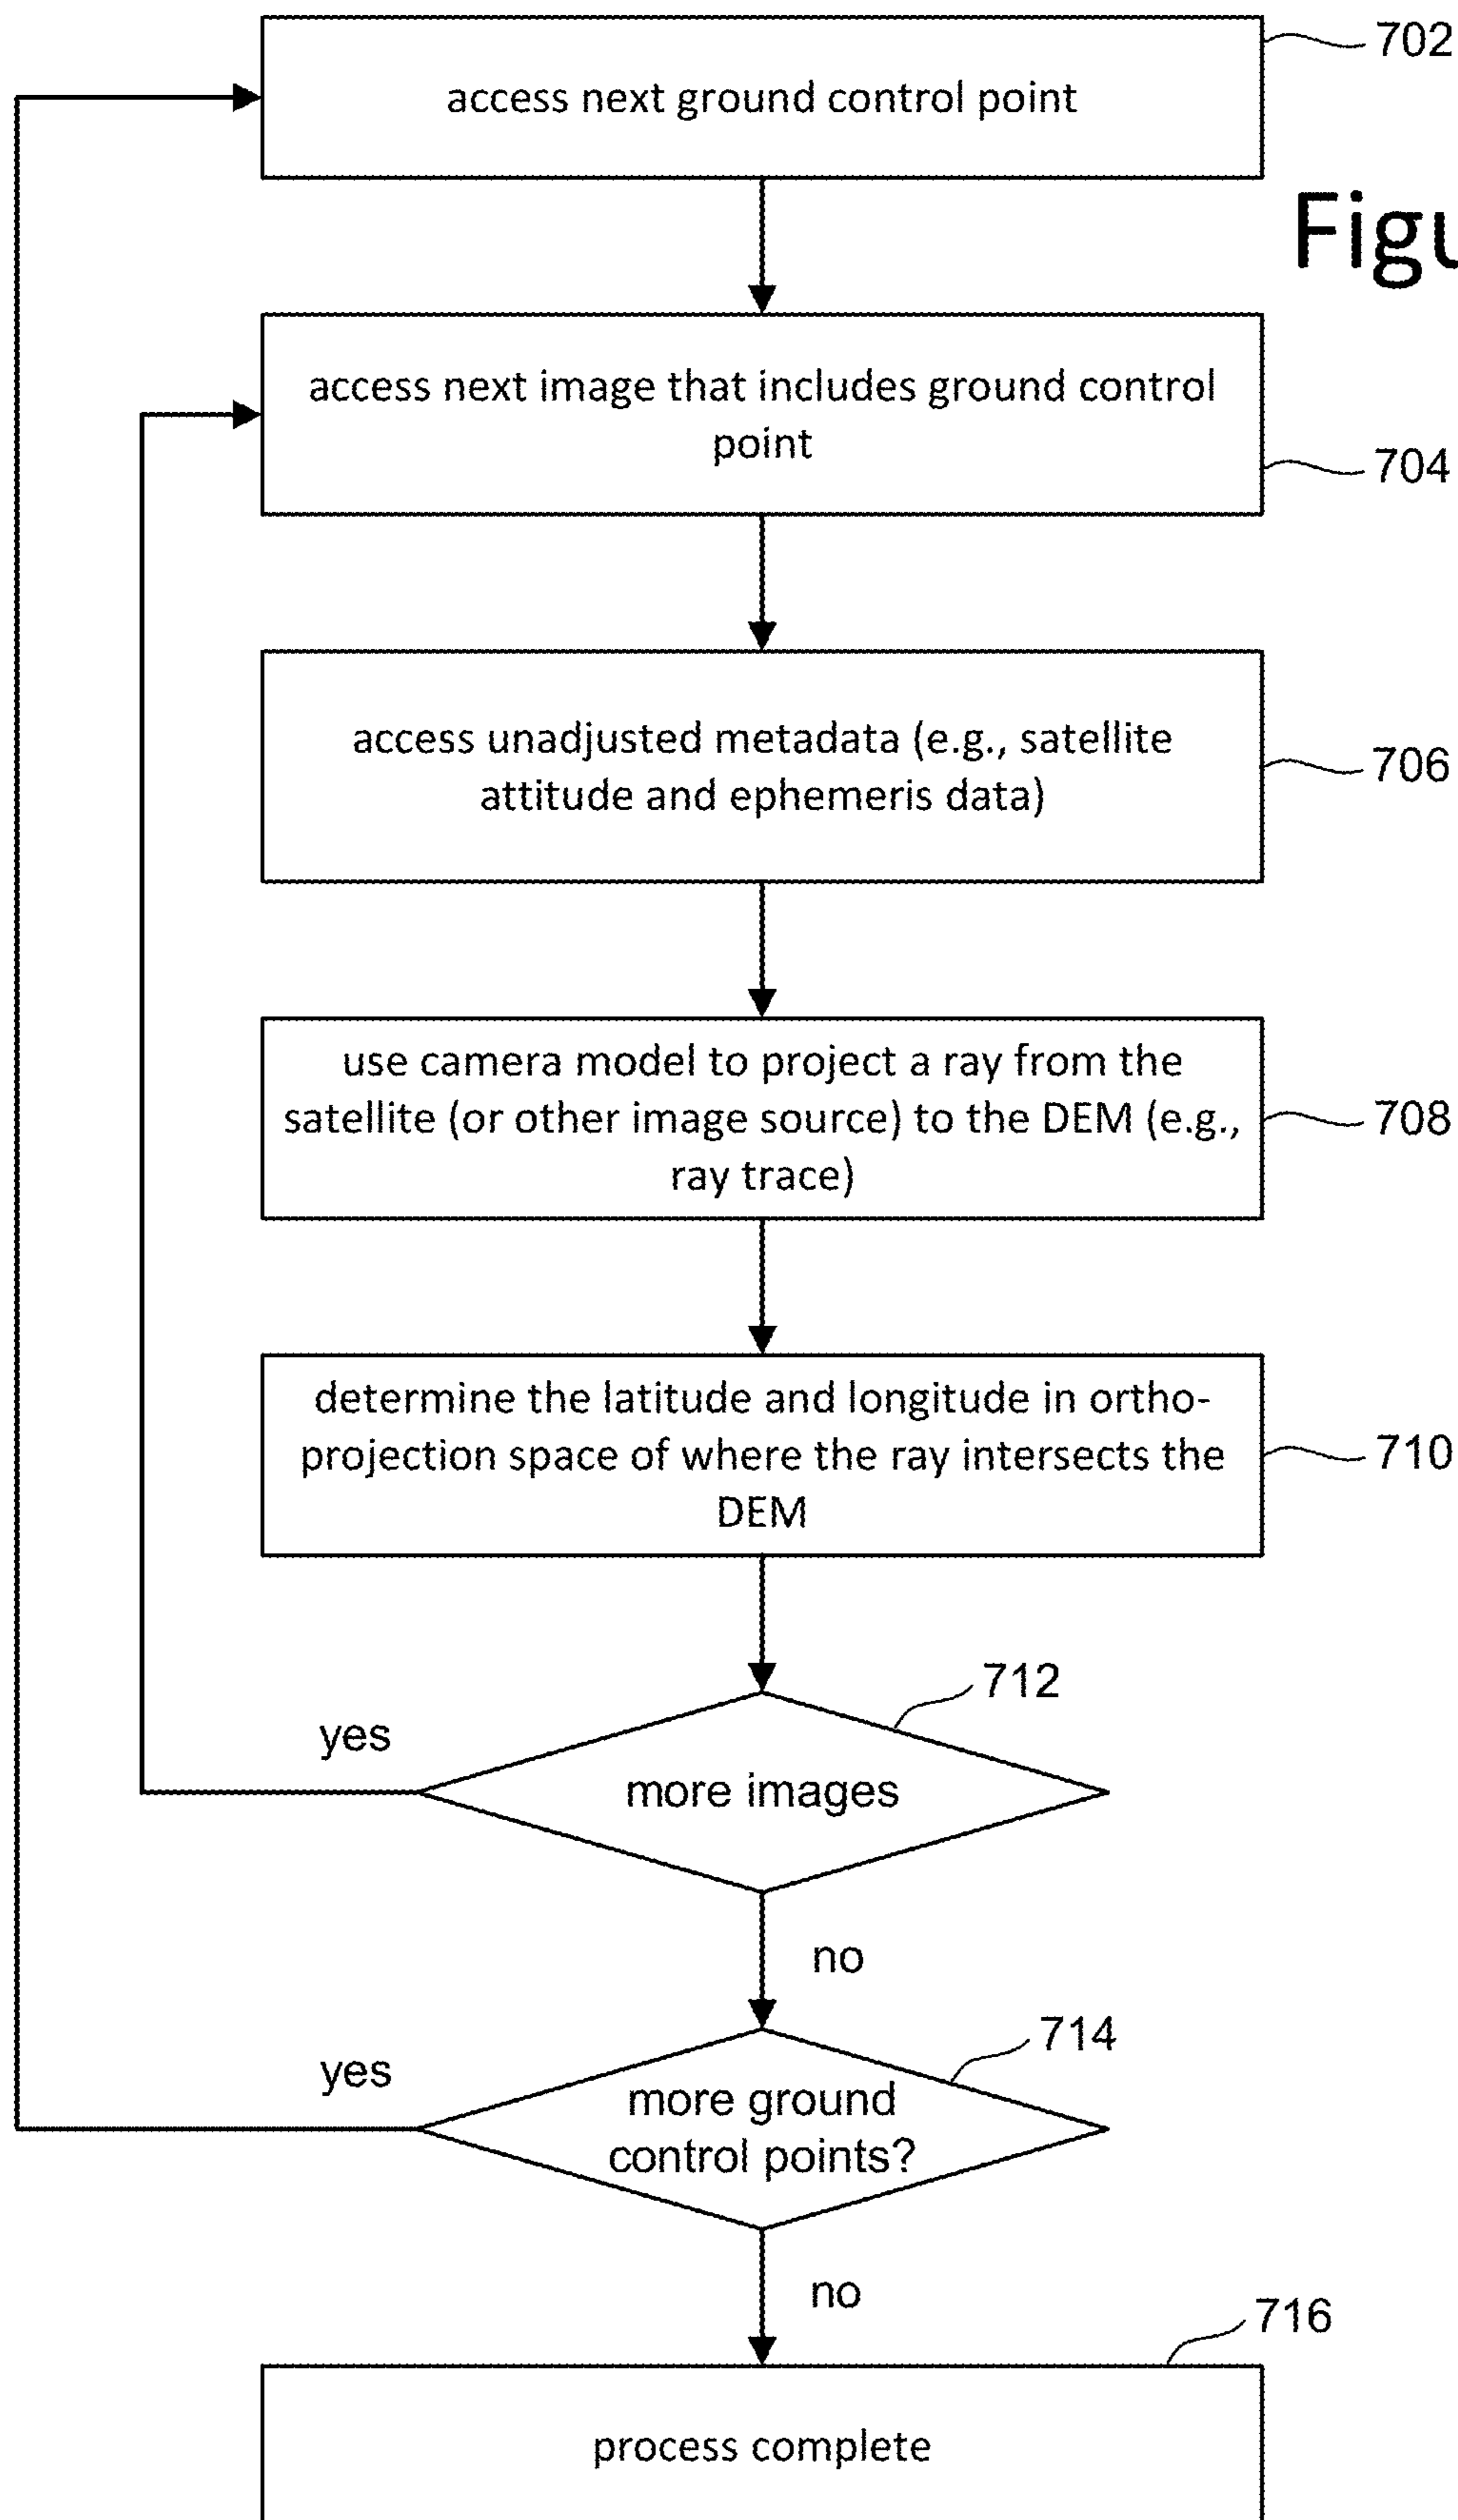 702
access next ground control point
Figu
access next image that includes ground control
point
704
access unadjusted metadata (e.g., satellite
attitude and ephemeris data)
706
use camera model to project a ray from the
satellite (or other image source) to the DEM (e.g.,
ray trace)
708
determine the latitude and longitude in ortho-
projection space of where the ray intersects the
DEM
710
712
yes
more images
no
714
yes
more ground
control points?
no
716
process complete